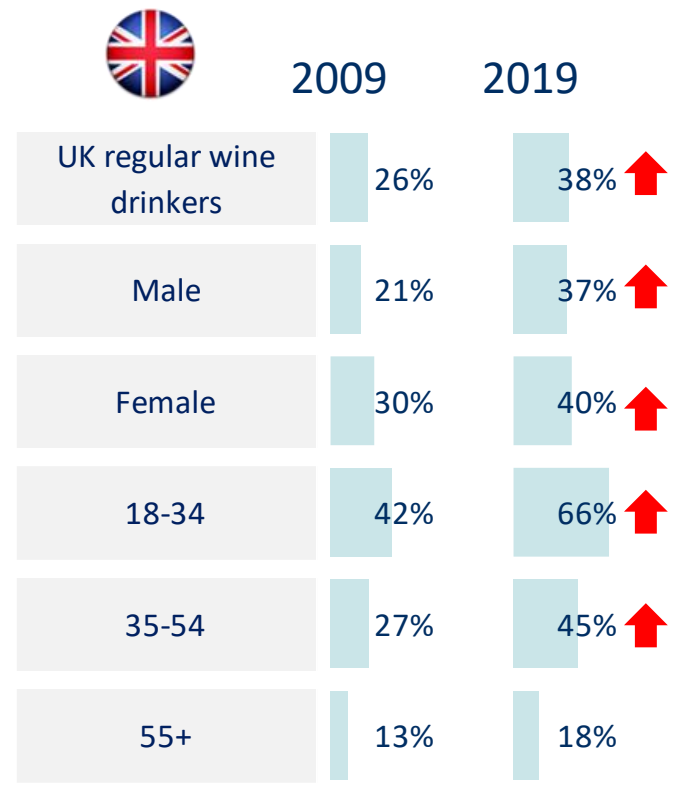 2009 2019
UK regular wine
drinkers
26% 38%
Male 21% 37%
Female 30% 40%
18-34 42% 66%
35-54 27% 45%
55+ 13% 18%